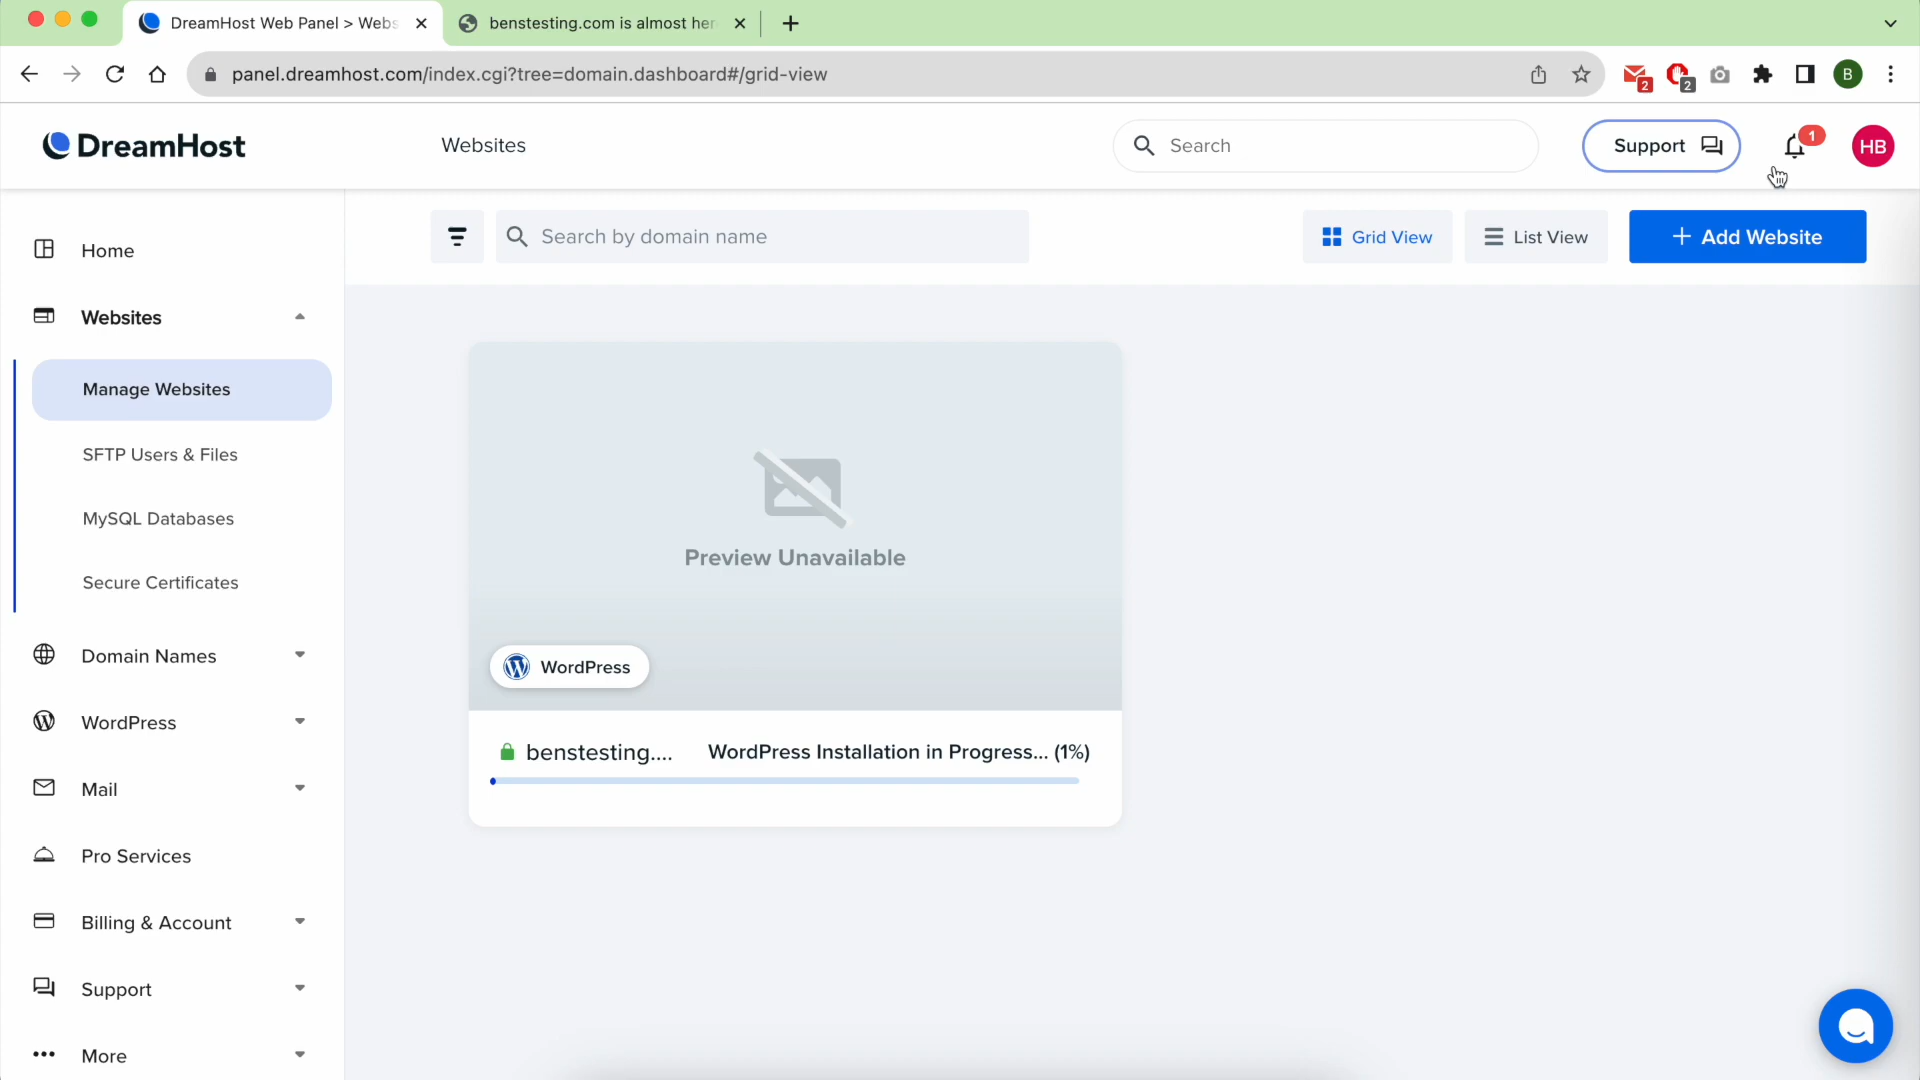 DreamHost Web Panel > Webs
benstesting.com is almost her
panel.dreamhost.com/index.cgi?tree=domain.dashboard#/grid-view
2
2
B
DreamHost
Websites
Search
Support
1
HB
Home
Websites
Manage Websites
SFTP Users & Files
MySQL Databases
Secure Certificates
Domain Names
WordPress
Mail
Pro Services
Billing & Account
Support
More
Search by domain name
Grid View
List View
Add Website
Preview Unavailable
WordPress
benstesting....
WordPress Installation in Progress... (1%)